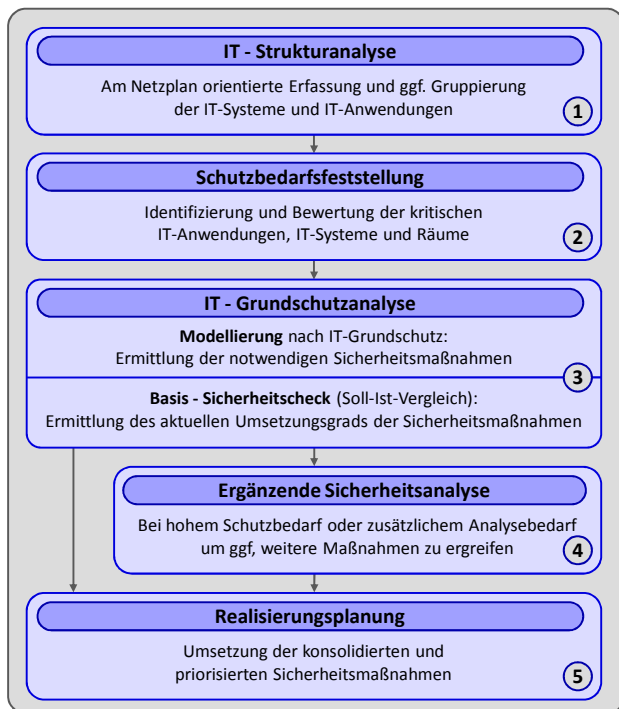 IT - Strukturanalyse
Am Netzplan orientierte Erfassung und ggf. Gruppierung
der IT-Systeme und IT-Anwendungen
1
Schutzbedarfsfeststellung
Identifizierung und Bewertung der kritischen
IT-Anwendungen, IT-Systeme und Räume
2
IT - Grundschutzanalyse
Modellierung nach IT-Grundschutz:
Ermittlung der notwendigen Sicherheitsmaßnahmen
3
Basis - Sicherheitscheck (Soll-Ist-Vergleich):
Ermittlung des aktuellen Umsetzungsgrads der Sicherheitsmaßnahmen
Ergänzende Sicherheitsanalyse
Bei hohem Schutzbedarf oder zusätzlichem Analysebedarf
um ggf, weitere Maßnahmen zu ergreifen
4
Realisierungsplanung
Umsetzung der konsolidierten und
priorisierten Sicherheitsmaßnahmen
5